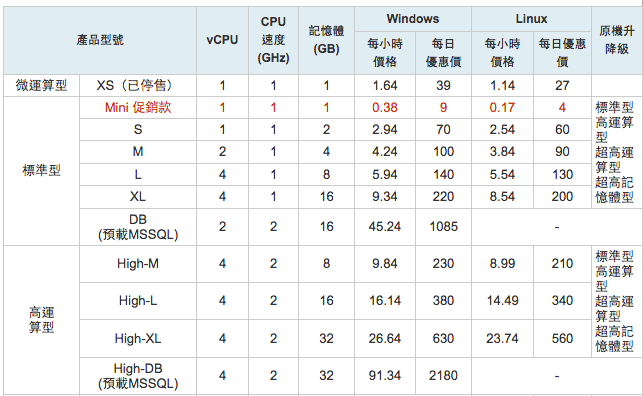 產品型號 vCPU CPU 速度 (GHz) 記憶體 (GB) Windows Linux 原機升降級
每小時價格 每日優惠價 每小時價格 每日優惠價
微運算型 XS（已停售） 1 1 1 1.64 39 1.14 27
標準型
Mini 促銷款 1 1 1 0.38 9 0.17 4
S 1 1 2 2.94 70 2.54 60
M 2 1 4 4.24 100 3.84 90
L 4 1 8 5.94 140 5.54 130
XL 4 1 16 9.34 220 8.54 200
DB
(預載MSSQL) 2 2 16 45.24 1085 -
標準型
高運算
型
超高運
算型
超高記
憶體型
高運
算型
High-M 4 2 8 9.84 230 8.99 210
High-L 4 2 16 16.14 380 14.49 340
High-XL 4 2 32 26.64 630 23.74 560
High-DB
(預載MSSQL) 4 2 32 91.34 2180 -
標準型
高運算
型
超高運
算型
超高記
憶體型